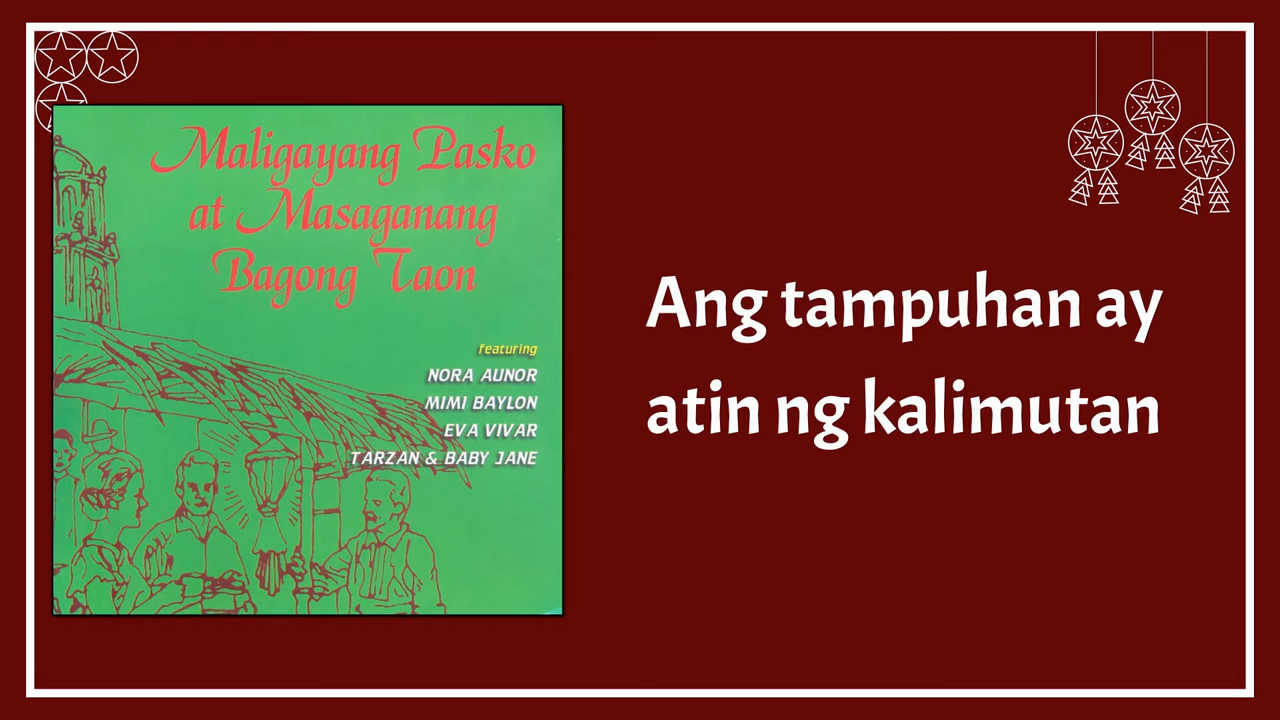 Maligayang Pasko
at Masaganang
Bagong Taon
featuring
NORA AUNOR
MIMI BAYLON
EVA VIVAR
TARZAN & BABY JANE
Ang tampuhan ay
atin ng kalimutan